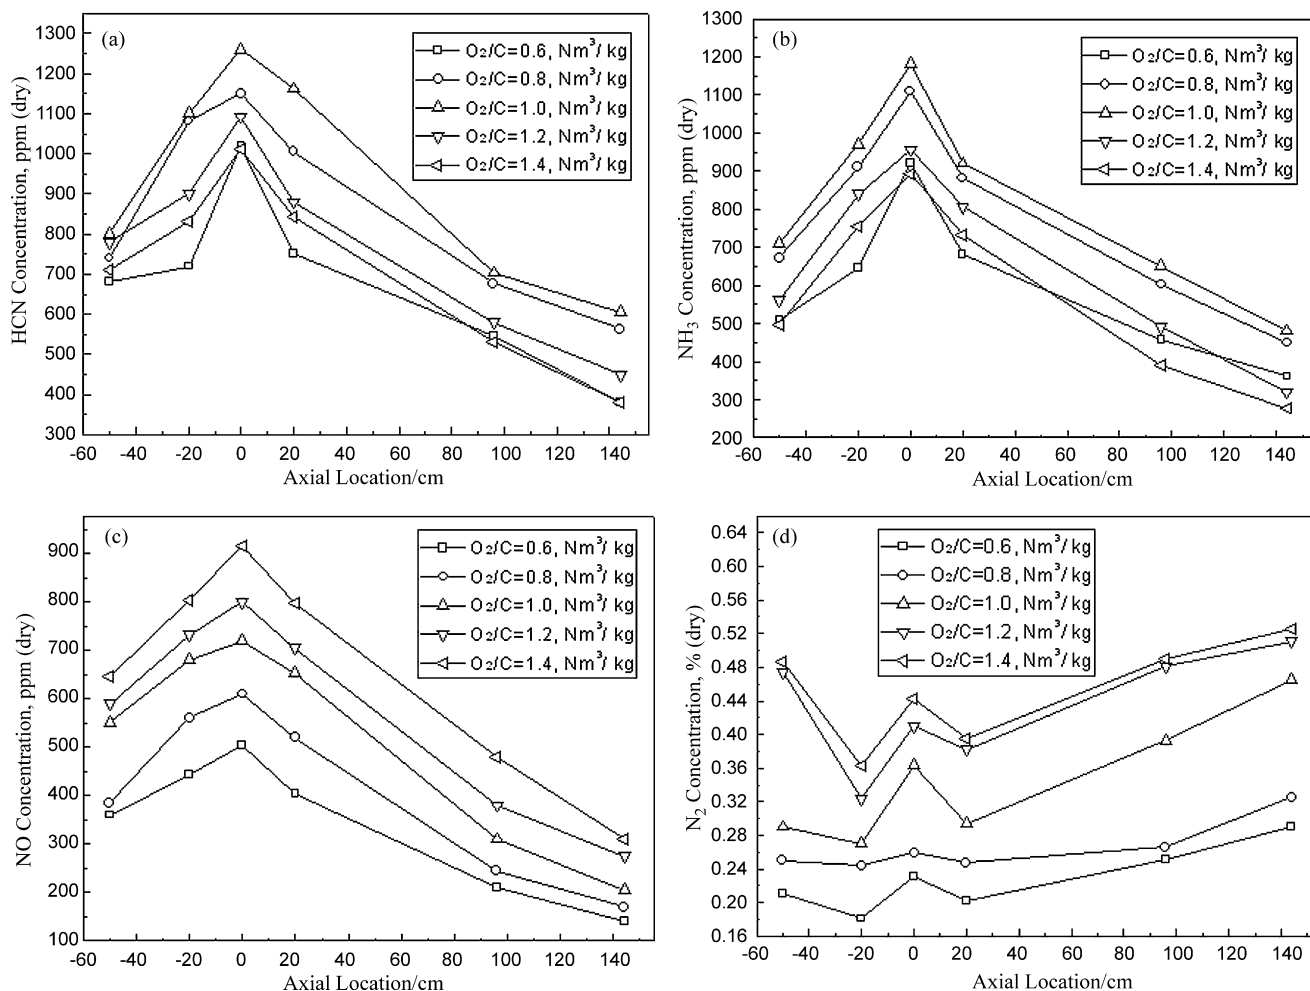 (a)
HCN Concentration, ppm (dry)
1300
1200
1100
1000
900
800
700
600
500
400
300
O₂/C=0.6, Nm³/ kg
O₂/C=0.8, Nm³/ kg
O₂/C=1.0, Nm³/ kg
O₂/C=1.2, Nm³/ kg
O₂/C=1.4, Nm³/ kg
-60 -40 -20 0 20 40 60 80 100 120 140
Axial Location/cm
(b)
NH₃ Concentration, ppm (dry)
1300
1200
1100
1000
900
800
700
600
500
400
300
200
O₂/C=0.6, Nm³/ kg
O₂/C=0.8, Nm³/ kg
O₂/C=1.0, Nm³/ kg
O₂/C=1.2, Nm³/ kg
O₂/C=1.4, Nm³/ kg
-60 -40 -20 0 20 40 60 80 100 120 140
Axial Location/cm
(c)
NO Concentration, ppm (dry)
900
800
700
600
500
400
300
200
100
O₂/C=0.6, Nm³/ kg
O₂/C=0.8, Nm³/ kg
O₂/C=1.0, Nm³/ kg
O₂/C=1.2, Nm³/ kg
O₂/C=1.4, Nm³/ kg
-60 -40 -20 0 20 40 60 80 100 120 140
Axial Location/cm
(d)
N₂ Concentration, % (dry)
0.64
0.60
0.56
0.52
0.48
0.44
0.40
0.36
0.32
0.28
0.24
0.20
0.16
O₂/C=0.6, Nm³/ kg
O₂/C=0.8, Nm³/ kg
O₂/C=1.0, Nm³/ kg
O₂/C=1.2, Nm³/ kg
O₂/C=1.4, Nm³/ kg
-60 -40 -20 0 20 40 60 80 100 120 140
Axial Location/cm